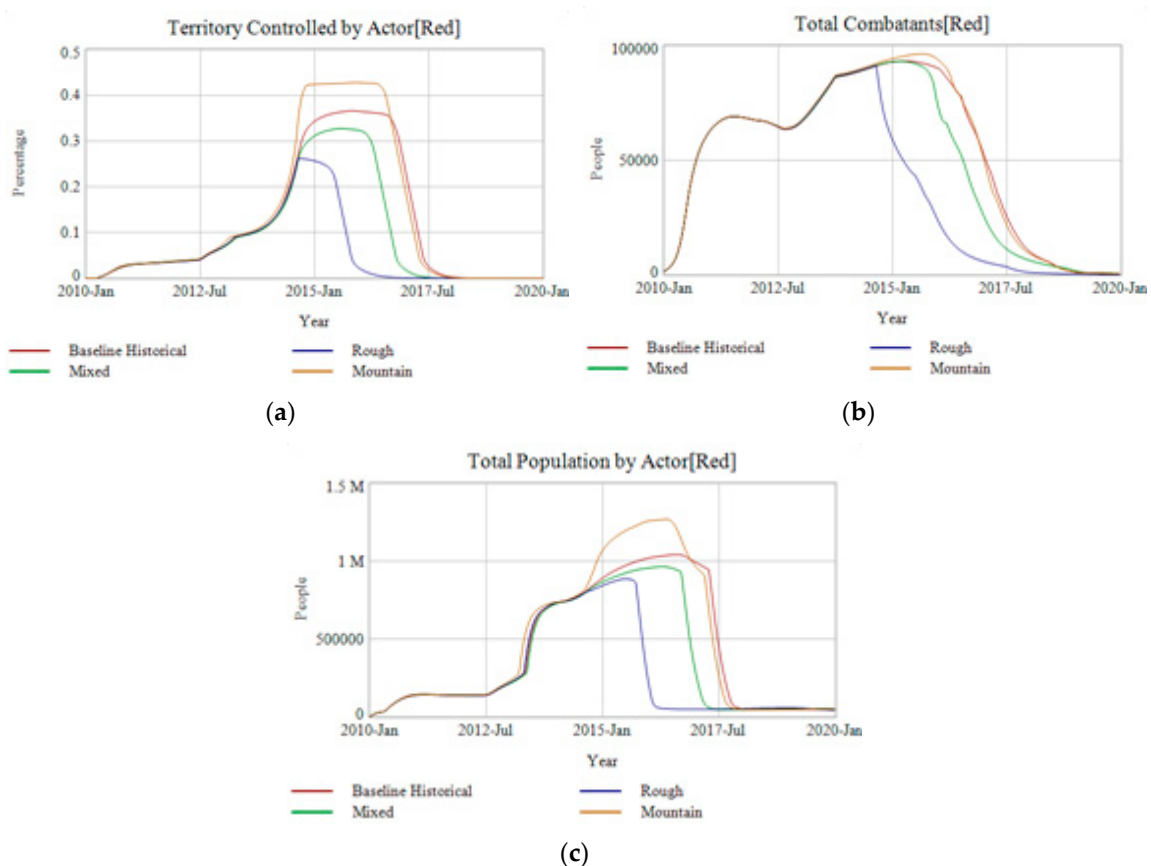 Territory Controlled by Actor[Red]
0.5
0.4
0.3
0.2
0.1
0
Percentage
2010-Jan 2012-Jul 2015-Jan 2017-Jul 2020-Jan
Year
Baseline Historical Rough
Mixed Mountain
(a)
Total Combatants[Red]
100000
50000
0
People
2010-Jan 2012-Jul 2015-Jan 2017-Jul 2020-Jan
Year
Baseline Historical Rough
Mixed Mountain
(b)
Total Population by Actor[Red]
1.5 M
1 M
500000
0
People
2010-Jan 2012-Jul 2015-Jan 2017-Jul 2020-Jan
Year
Baseline Historical Rough
Mixed Mountain
(c)